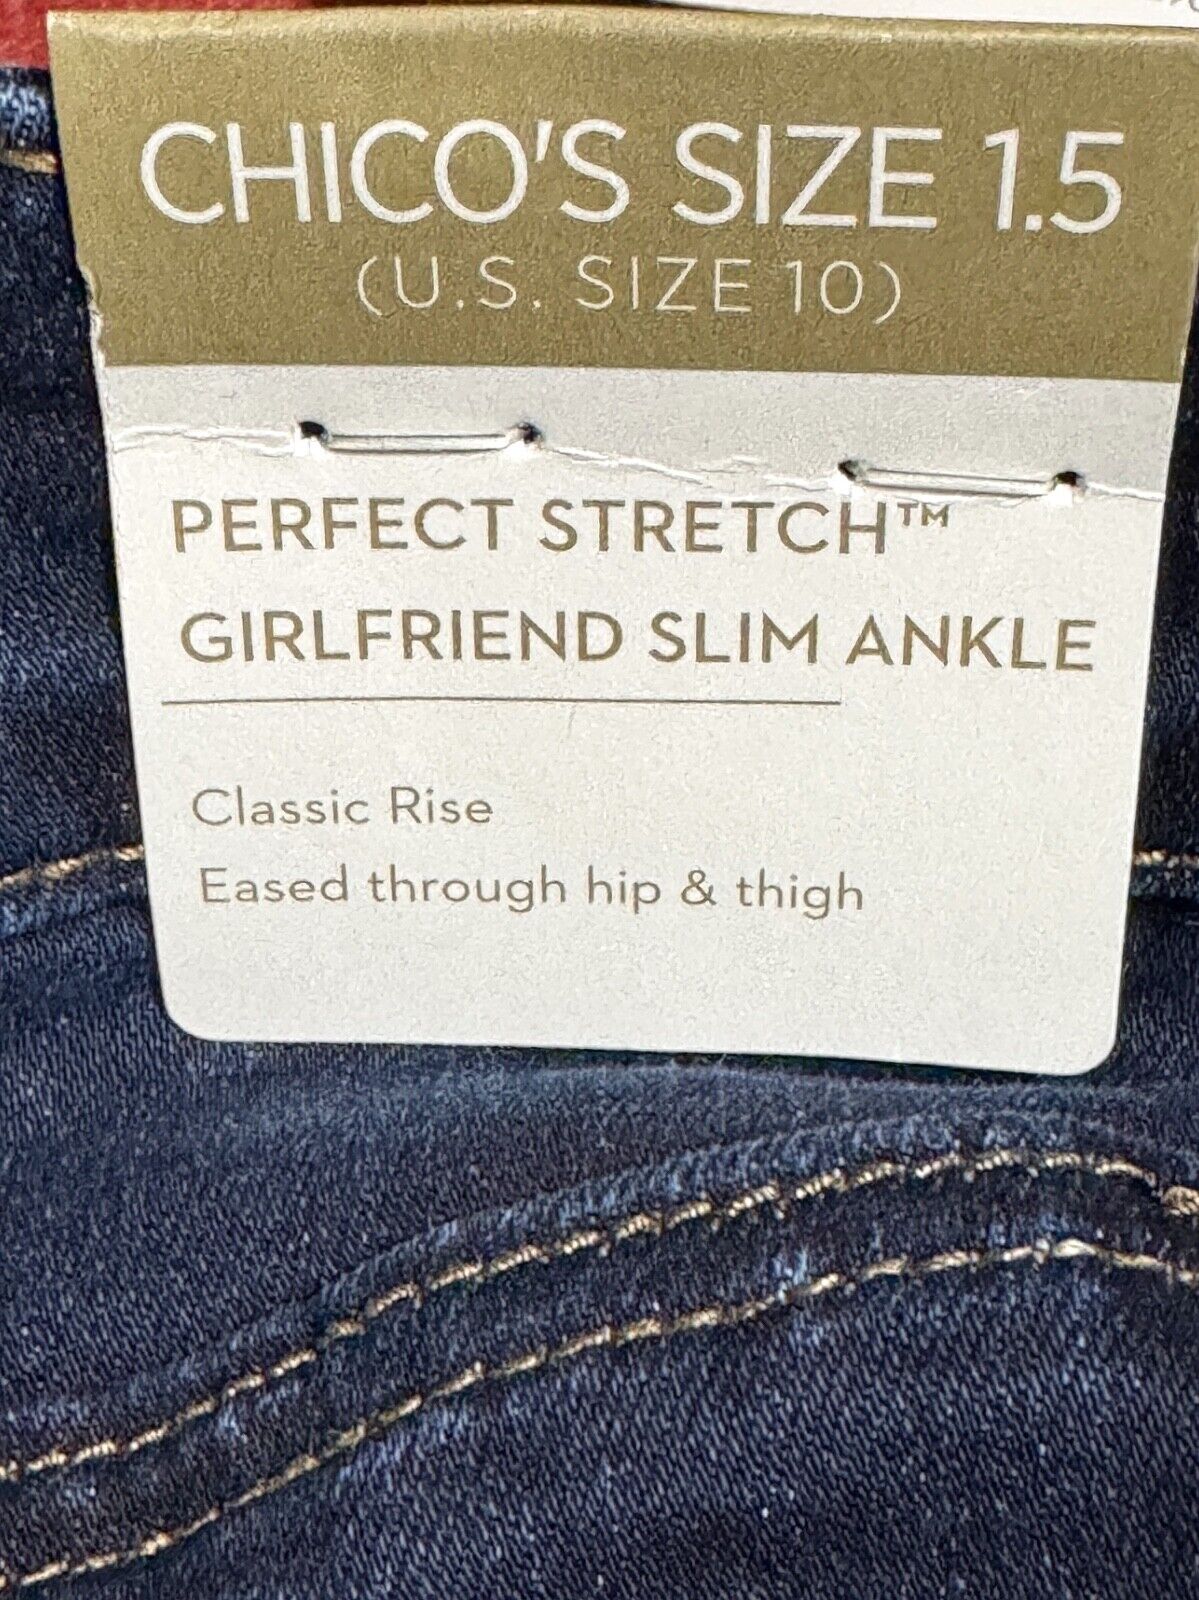 CHICO'S SIZE 1.5
(U.S. SIZE 10)
PERFECT STRETCH™
GIRLFRIEND SLIM ANKLE
Classic Rise
Eased through hip & thigh